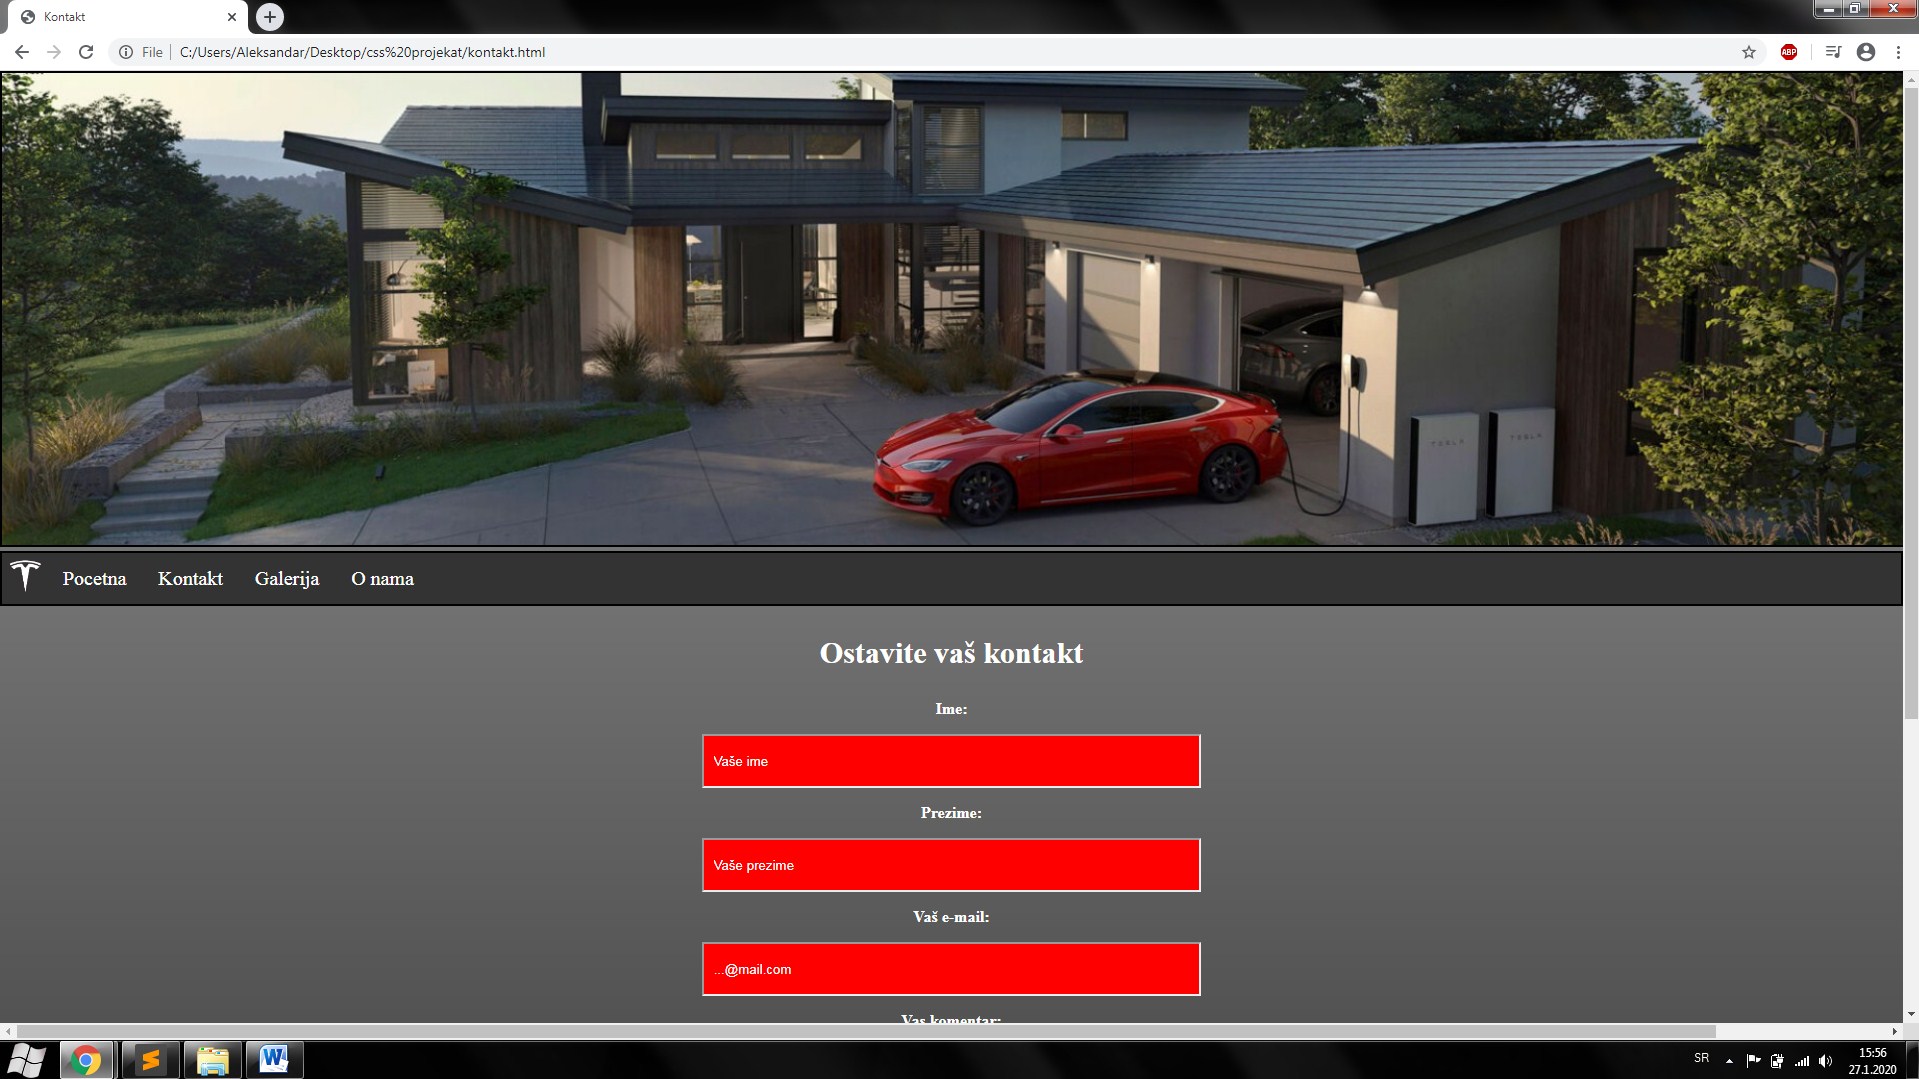 Kontakt
File
C:/Users/Aleksandar/Desktop/css%20projekat/kontakt.html
ABP
TESLA TESLA
Pocetna Kontakt Galerija O nama
Ostavite vaš kontakt
Ime:
Vaše ime
Prezime:
Vaše prezime
Vaš e-mail:
...@mail.com
Vas komentar:
SR
15:56
27.1.2020